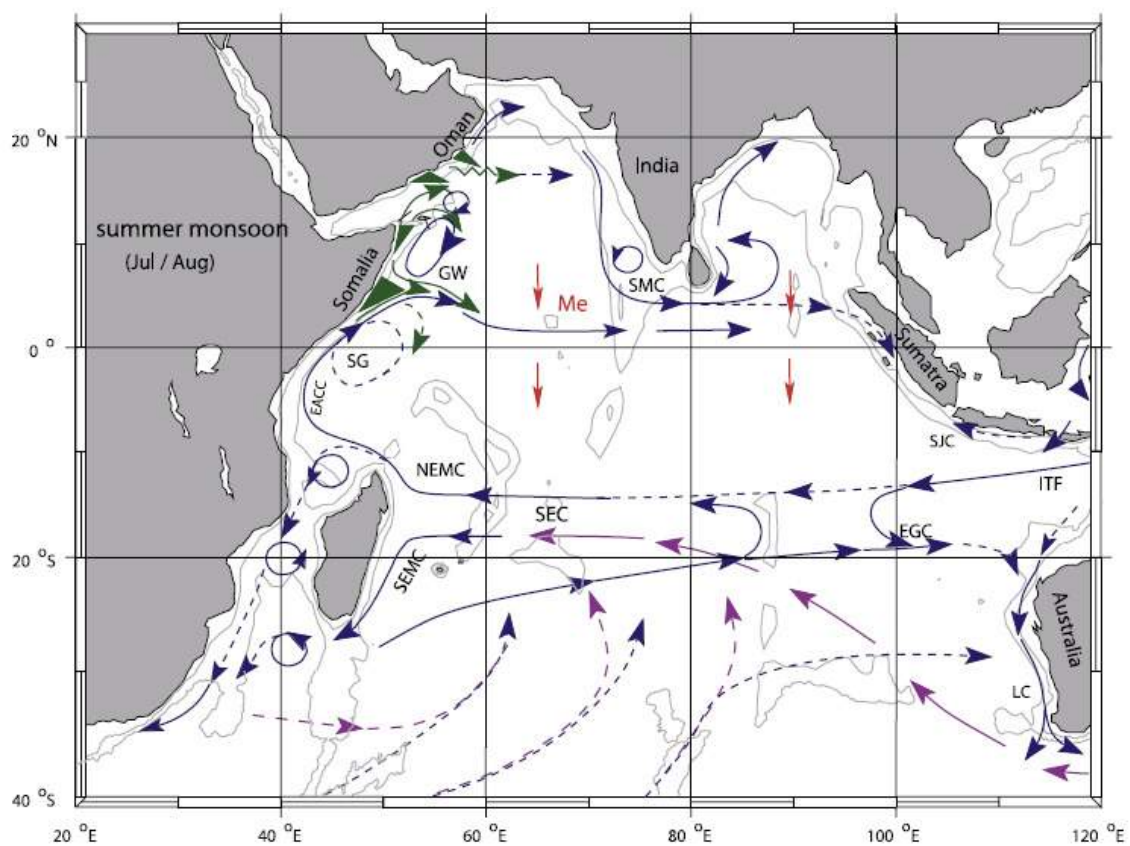 20 °N
Oman
India
summer monsoon
(Jul / Aug)
Somalia
GW
SMC
Me
0 °
SG
Sumatra
EACC
SJC
NEMC
ITF
SEC
EGC
20 °S
SEMC
Australia
LC
40 °S
20 °E
40 °E
60 °E
80 °E
100 °E
120 °E